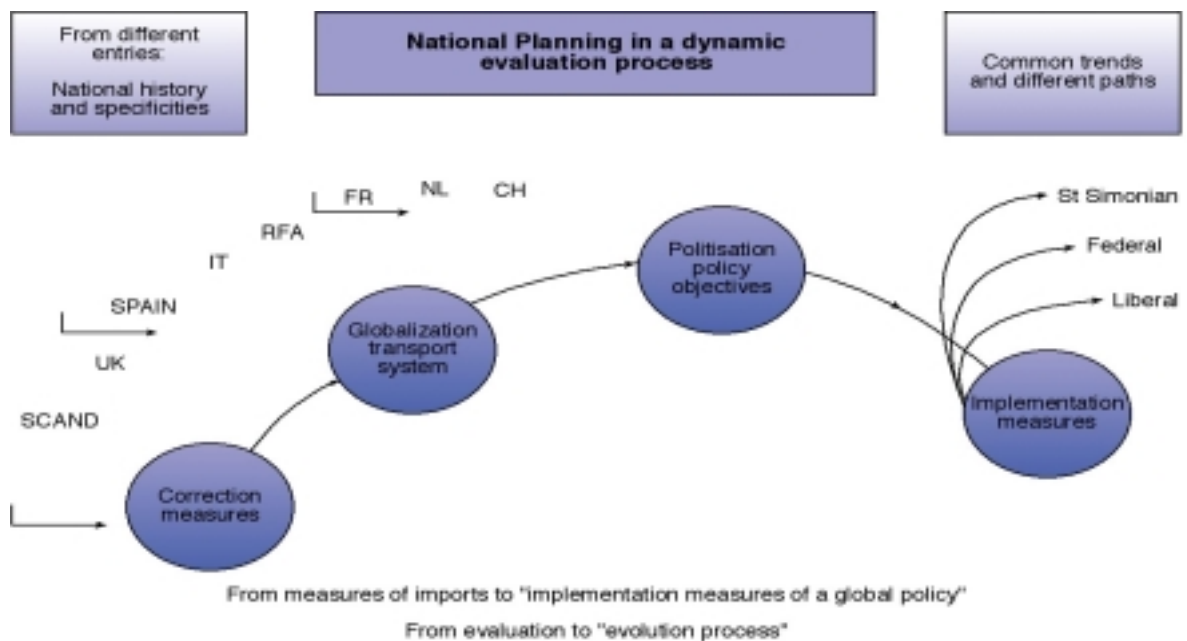 From different
entries:
National history
and specificities
National Planning in a dynamic
evaluation process
Common trends
and different paths
FR
NL
CH
RFA
IT
SPAIN
UK
SCAND
St Simonian
Federal
Liberal
Politisation
policy
objectives
Globalization
transport
system
Implementation
measures
Correction
measures
From measures of imports to "implementation measures of a global policy"
From evaluation to "evolution process"